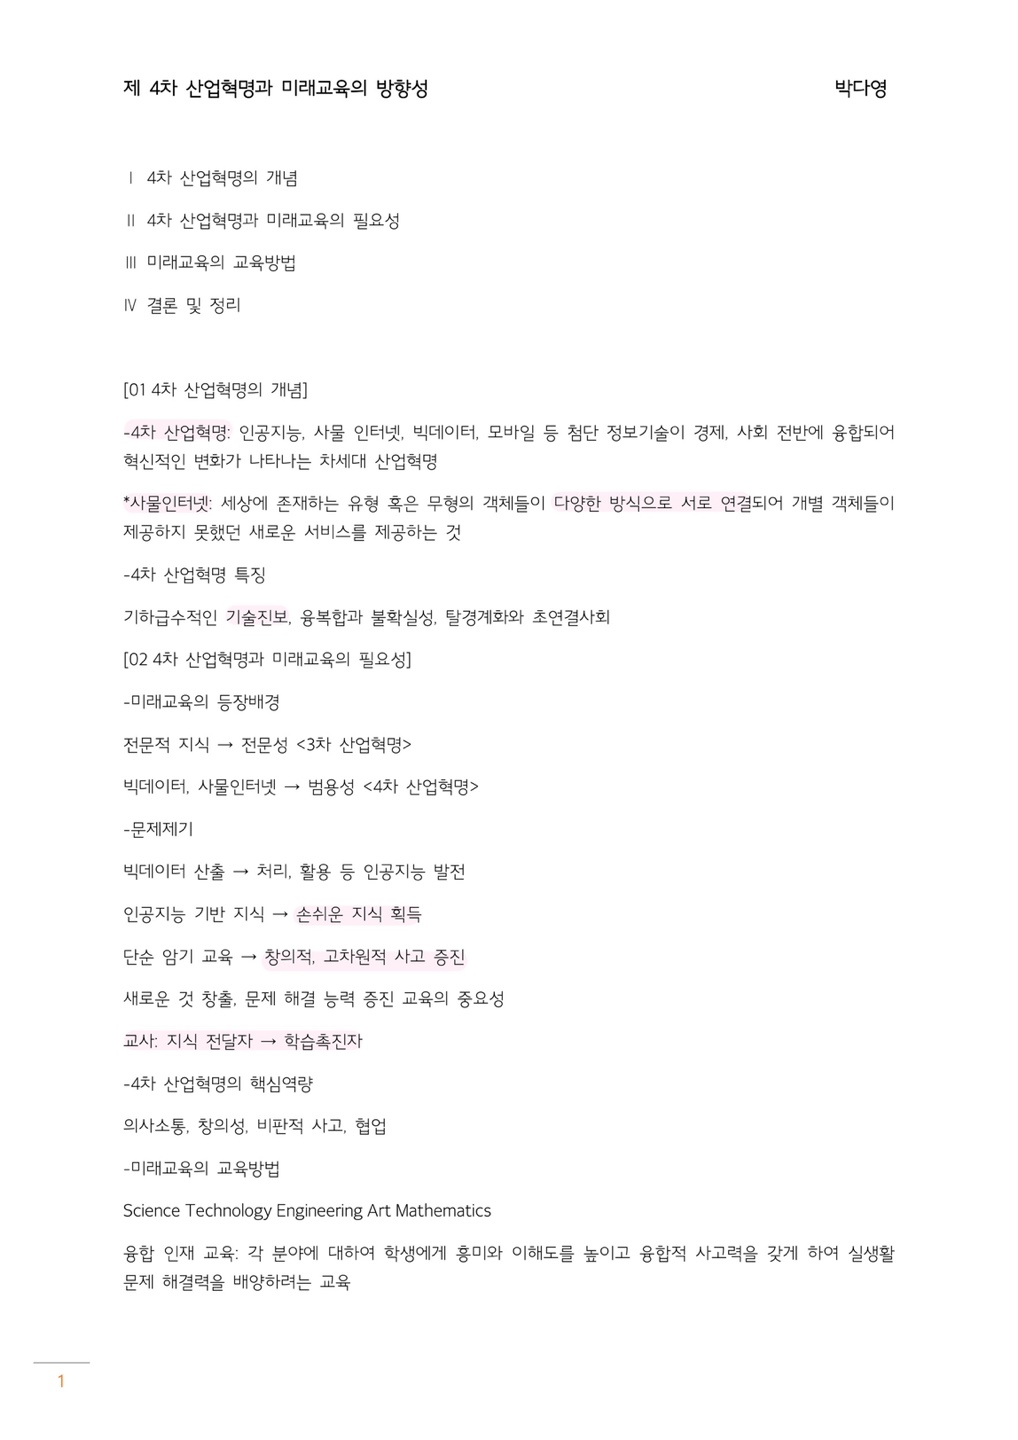 제 4차 산업혁명과 미래교육의 방향성 박다영
Ⅰ 4차 산업혁명의 개념
Ⅱ 4차 산업혁명과 미래교육의 필요성
Ⅲ 미래교육의 교육방법
Ⅳ 결론 및 정리
[01 4차 산업혁명의 개념]
-4차 산업혁명: 인공지능, 사물 인터넷, 빅데이터, 모바일 등 첨단 정보기술이 경제, 사회 전반에 융합되어
혁신적인 변화가 나타나는 차세대 산업혁명
*사물인터넷: 세상에 존재하는 유형 혹은 무형의 객체들이 다양한 방식으로 서로 연결되어 개별 객체들이
제공하지 못했던 새로운 서비스를 제공하는 것
-4차 산업혁명 특징
기하급수적인 기술진보, 융복합과 불확실성, 탈경계화와 초연결사회
[02 4차 산업혁명과 미래교육의 필요성]
-미래교육의 등장배경
전문적 지식 → 전문성 <3차 산업혁명>
빅데이터, 사물인터넷 → 범용성 <4차 산업혁명>
-문제제기
빅데이터 산출 → 처리, 활용 등 인공지능 발전
인공지능 기반 지식 → 손쉬운 지식 획득
단순 암기 교육 → 창의적, 고차원적 사고 증진
새로운 것 창출, 문제 해결 능력 증진 교육의 중요성
교사: 지식 전달자 → 학습촉진자
-4차 산업혁명의 핵심역량
의사소통, 창의성, 비판적 사고, 협업
-미래교육의 교육방법
Science Technology Engineering Art Mathematics
융합 인재 교육: 각 분야에 대하여 학생에게 흥미와 이해도를 높이고 융합적 사고력을 갖게 하여 실생활
문제 해결력을 배양하려는 교육
1